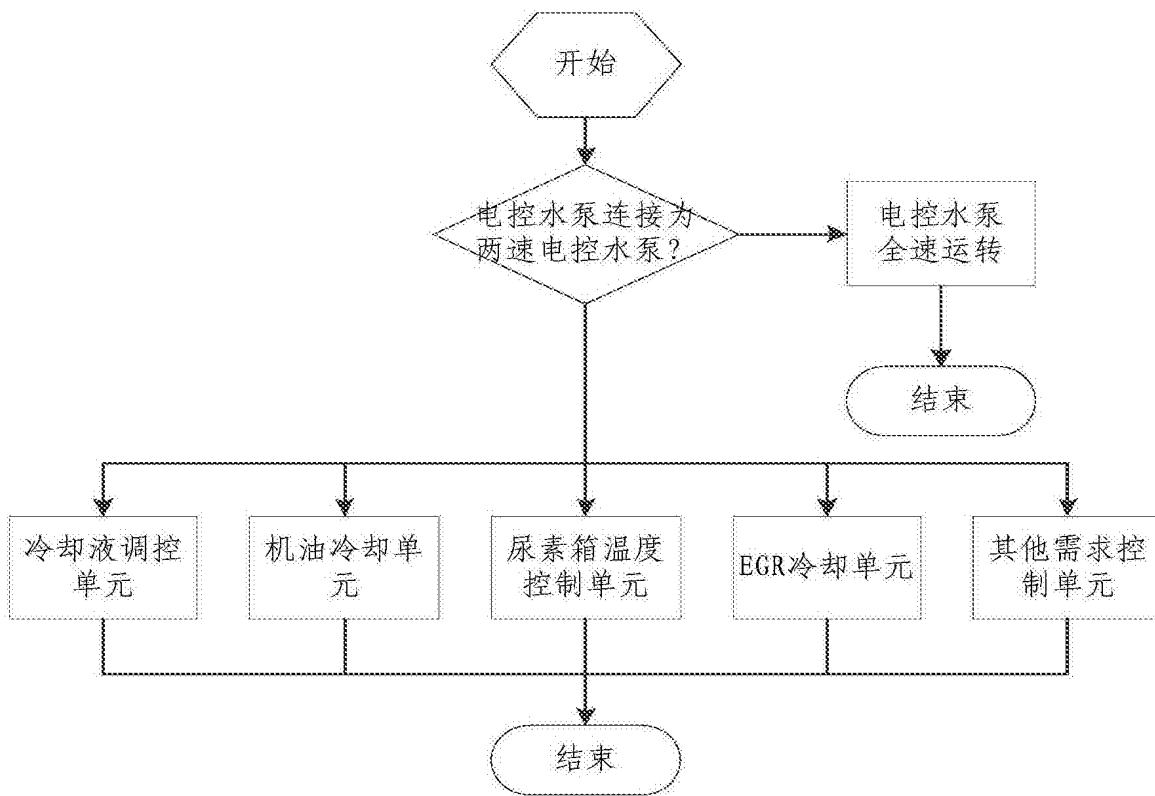 开始
电控水泵连接为
两速电控水泵?
电控水泵
全速运转
结束
冷却液调控
单元
机油冷却单
元
尿素箱温度
控制单元
EGR冷却单元
其他需求控
制单元
结束